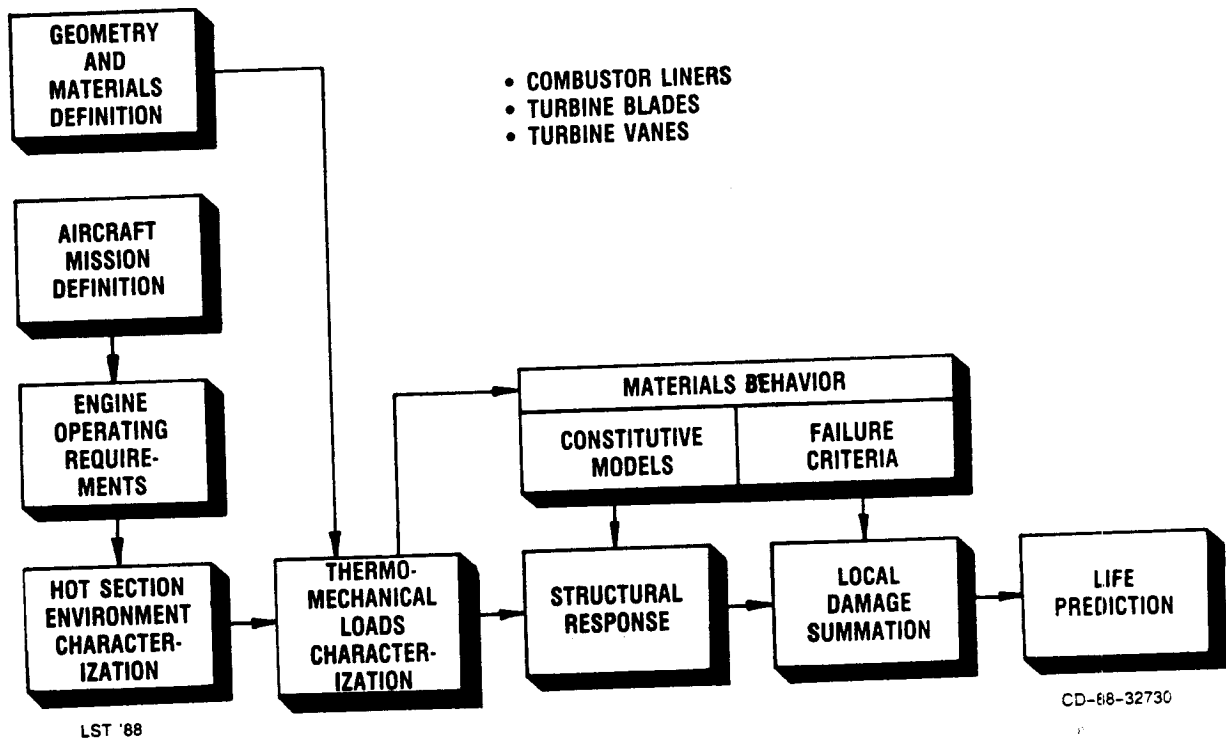 GEOMETRY
AND
MATERIALS
DEFINITION
• COMBUSTOR LINERS
• TURBINE BLADES
• TURBINE VANES
AIRCRAFT
MISSION
DEFINITION
ENGINE
OPERATING
REQUIRE-
MENTS
MATERIALS BEHAVIOR
CONSTITUTIVE
MODELS
FAILURE
CRITERIA
HOT SECTION
ENVIRONMENT
CHARACTER-
IZATION
THERMO-
MECHANICAL
LOADS
CHARACTER-
IZATION
STRUCTURAL
RESPONSE
LOCAL
DAMAGE
SUMMATION
LIFE
PREDICTION
CD-88-32730
LST '88